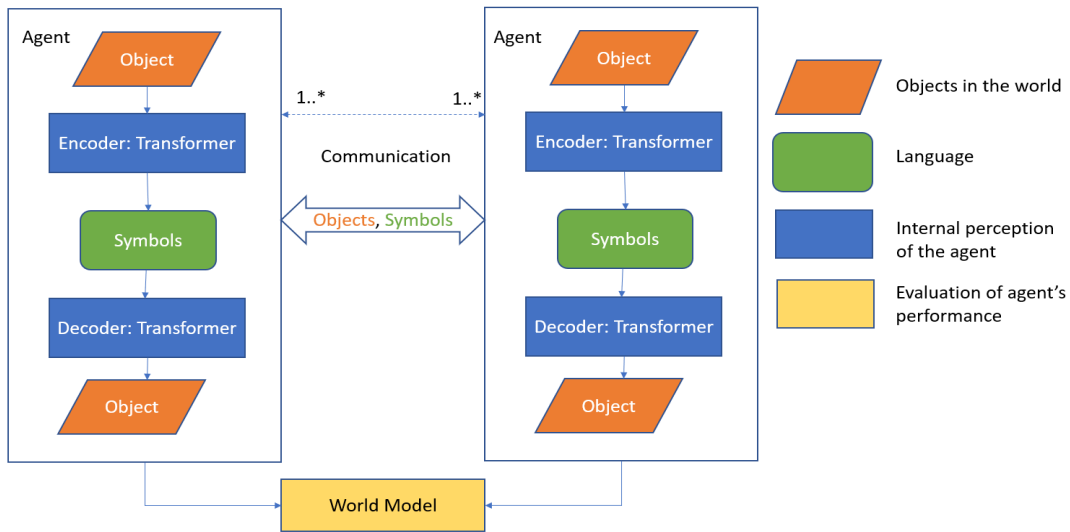 Agent
Object
Encoder: Transformer
Symbols
Decoder: Transformer
Object
1..*
1..*
Communication
Objects, Symbols
Agent
Object
Encoder: Transformer
Symbols
Decoder: Transformer
Object
World Model
Objects in the world
Language
Internal perception
of the agent
Evaluation of agent's
performance